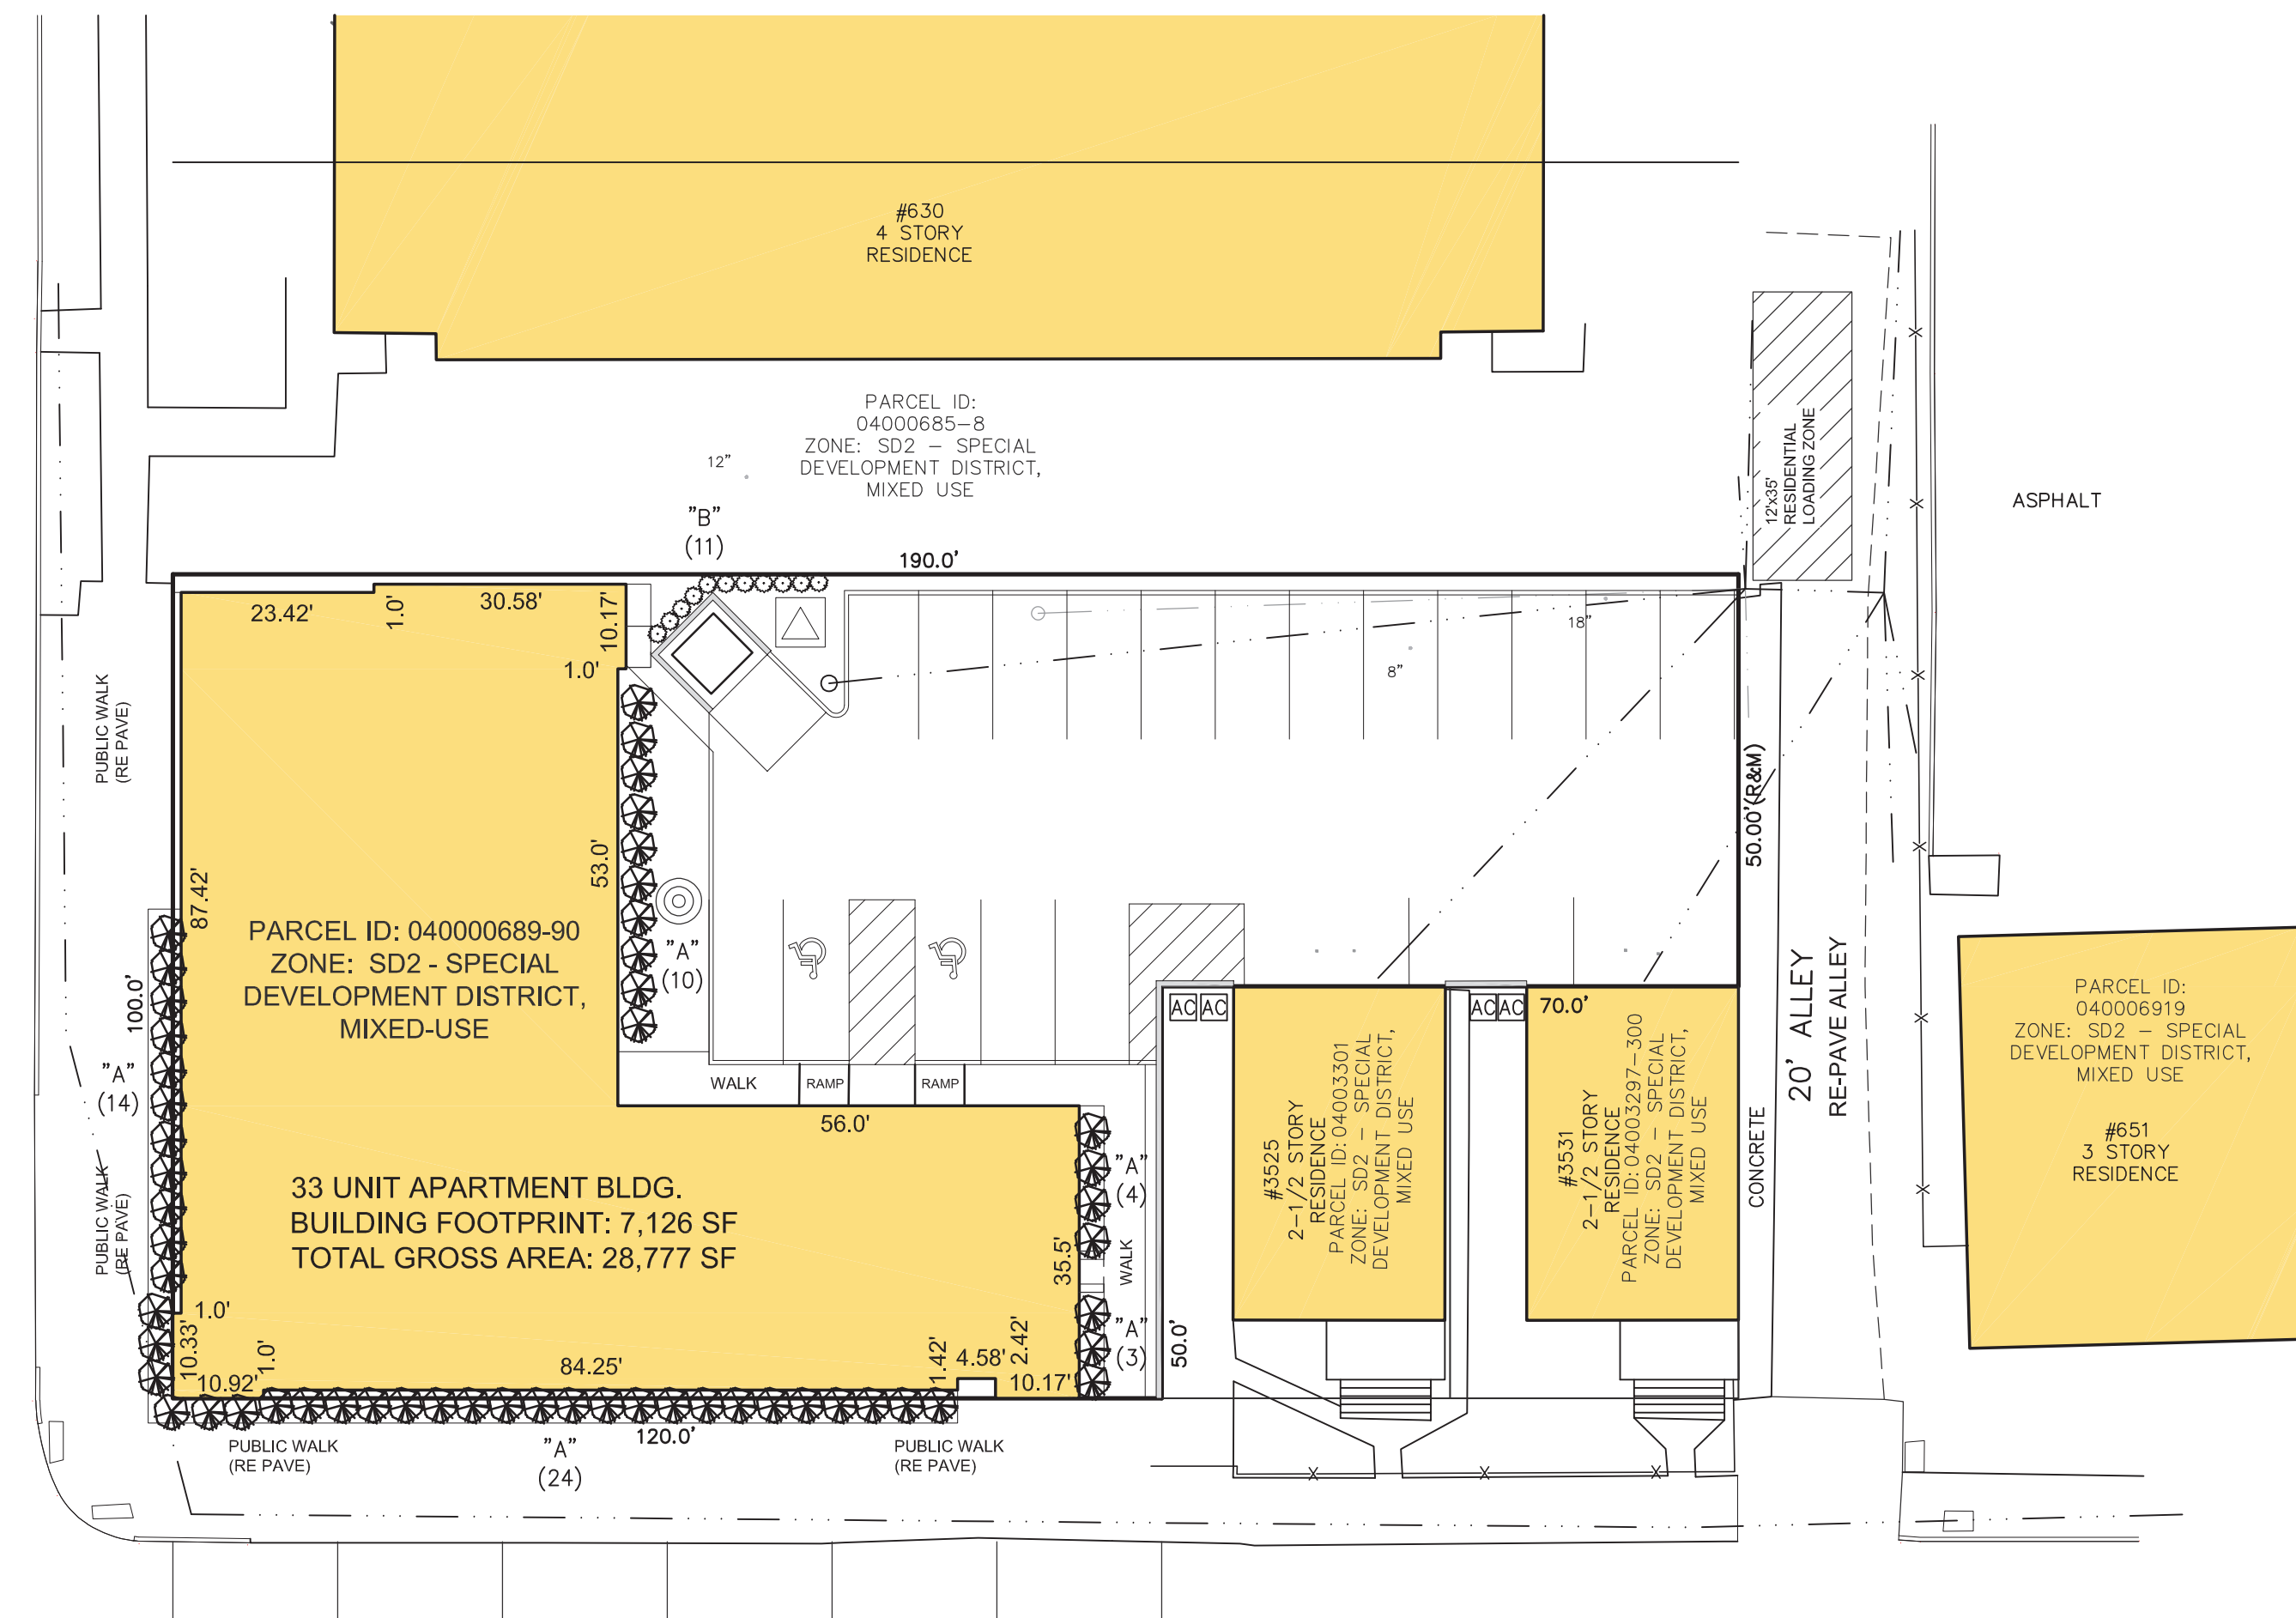 #630
4 STORY
RESIDENCE
PARCEL ID:
04000685-8
ZONE: SD2 - SPECIAL
DEVELOPMENT DISTRICT,
MIXED USE
12"
"B"
(11)
190.0'
12'x35'
RESIDENTIAL
LOADING ZONE
ASPHALT
23.42'
1.0'
30.58'
10.17'
1.0'
18"
8"
PUBLIC WALK
(RE PAVE)
50.00'(R&M)
53.0'
87.42'
PARCEL ID: 040000689-90
ZONE: SD2 - SPECIAL
DEVELOPMENT DISTRICT,
MIXED-USE
"A"
(10)
100.0'
"A"
(14)
AC AC
AC AC
70.0'
20' ALLEY
RE-PAVE ALLEY
PARCEL ID:
040006919
ZONE: SD2 - SPECIAL
DEVELOPMENT DISTRICT,
MIXED USE
#651
3 STORY
RESIDENCE
WALK
RAMP
RAMP
56.0'
#3525
2-1/2 STORY
RESIDENCE
PARCEL ID:04003301
ZONE: SD2 - SPECIAL
DEVELOPMENT DISTRICT,
MIXED USE
#3531
2-1/2 STORY
RESIDENCE
PARCEL ID:04003297-300
ZONE: SD2 - SPECIAL
DEVELOPMENT DISTRICT,
MIXED USE
CONCRETE
PUBLIC WALK
(RE PAVE)
33 UNIT APARTMENT BLDG.
BUILDING FOOTPRINT: 7,126 SF
TOTAL GROSS AREA: 28,777 SF
"A"
(4)
WALK
35.5'
"A"
(3)
50.0'
1.0'
10.33'
10.92'
1.0'
84.25'
1.42'
4.58'
2.42'
10.17'
PUBLIC WALK
(RE PAVE)
"A"
(24)
120.0'
PUBLIC WALK
(RE PAVE)